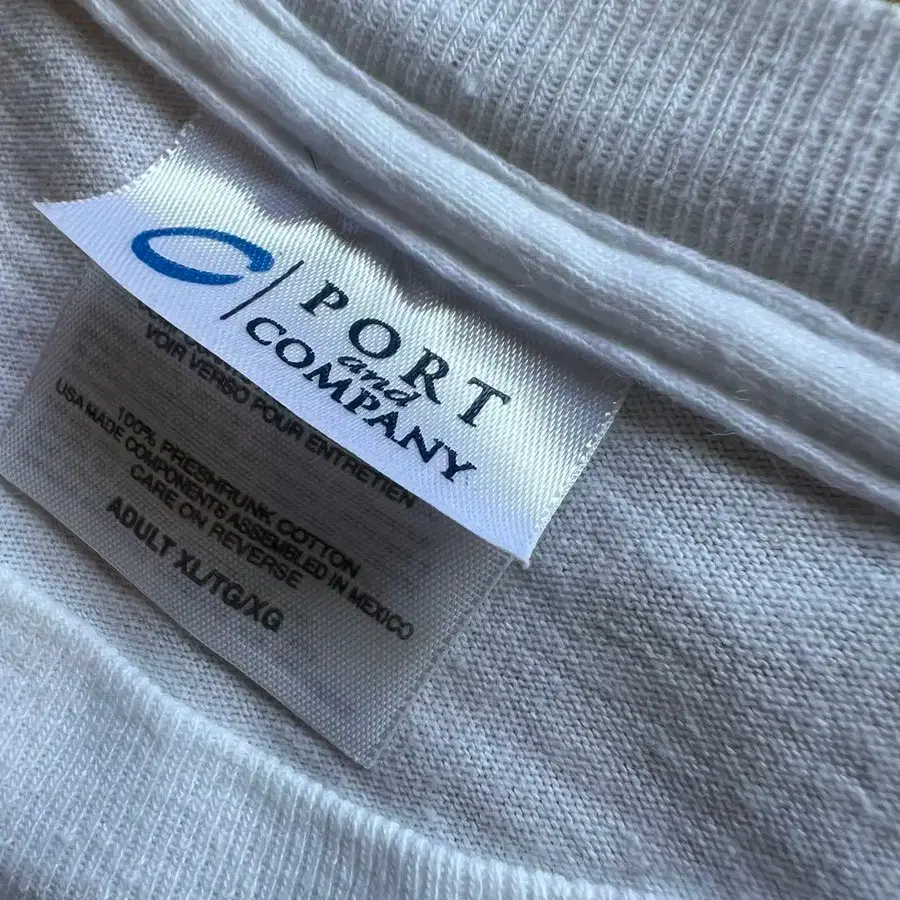 PORT
and
COMPANY
VOIR VERSO POUR ENTRETIEN
100% PRESHRUNK COTTON
USA MADE COMPONENTS ASSEMBLED IN MEXICO
CARE ON REVERSE
ADULT XL/TG/XG